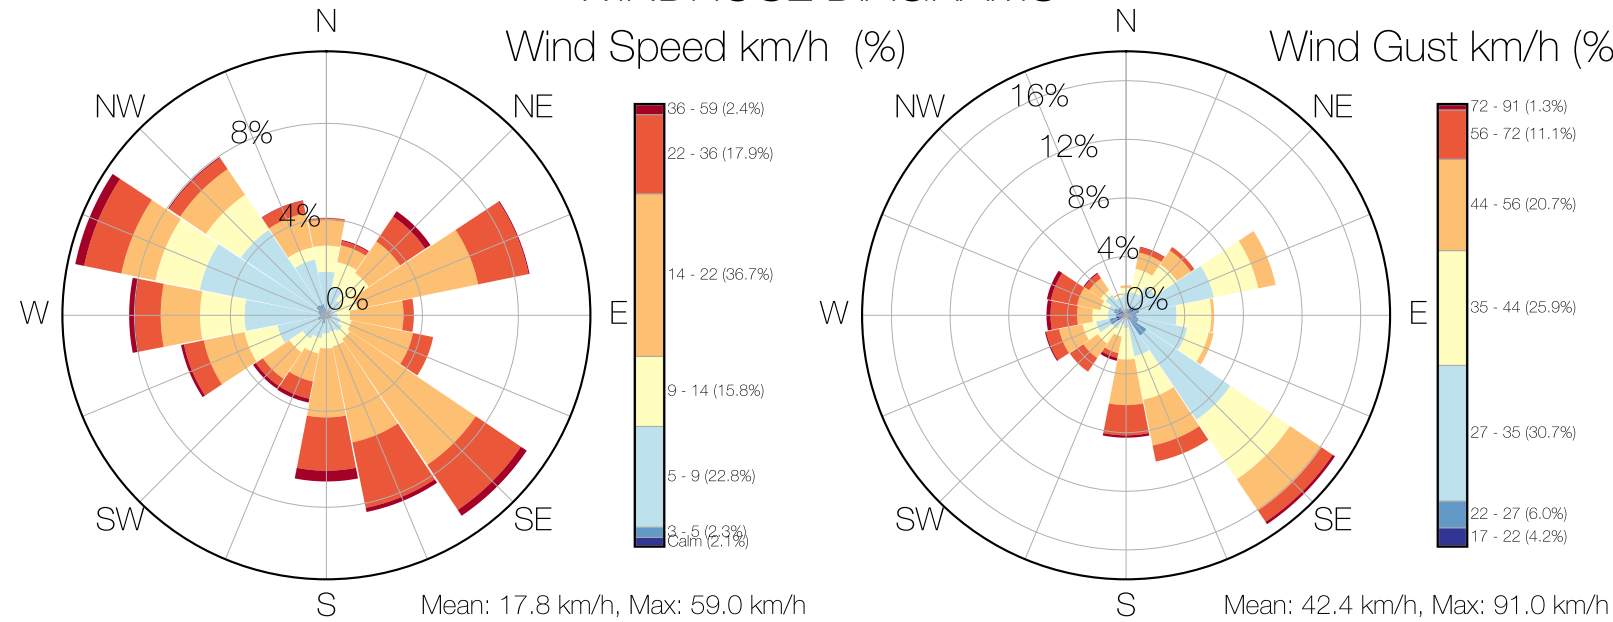 N
Wind Speed km/h (%)
NW
NE
8%
4%
0%
W
E
SW
SE
S
36 - 59 (2.4%)
22 - 36 (17.9%)
14 - 22 (36.7%)
9 - 14 (15.8%)
5 - 9 (22.8%)
3 - 5 (2.3%)
Calm (2.1%)
Mean: 17.8 km/h, Max: 59.0 km/h
N
Wind Gust km/h (%
NW
NE
16%
12%
8%
4%
0%
W
E
SW
SE
S
72 - 91 (1.3%)
56 - 72 (11.1%)
44 - 56 (20.7%)
35 - 44 (25.9%)
27 - 35 (30.7%)
22 - 27 (6.0%)
17 - 22 (4.2%)
Mean: 42.4 km/h, Max: 91.0 km/h